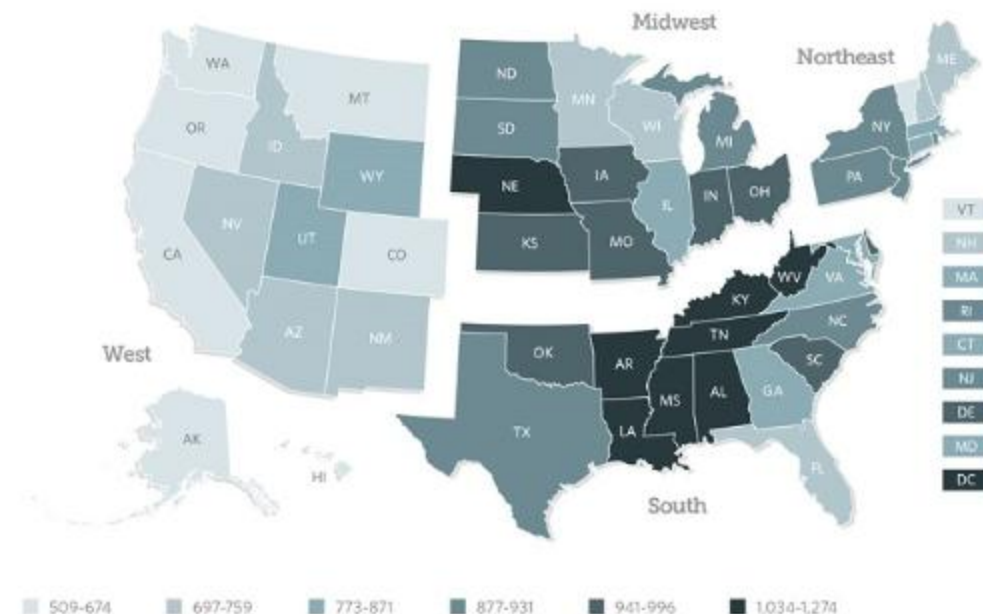 Midwest
Northeast
WA
MT
OR
ID
WY
NV
UT
CA
CO
AZ
NM
West
AK
HI
ND
MN
SD
WI
MI
NE
IA
IL
IN
OH
KS
MO
ME
NY
PA
WV
VA
KY
NC
TN
OK
AR
SC
MS
AL
GA
TX
LA
FL
South
VT
NH
MA
RI
CT
NJ
DE
MD
DC
509-674 697-759 773-871 877-931 941-996 1,034-1,274